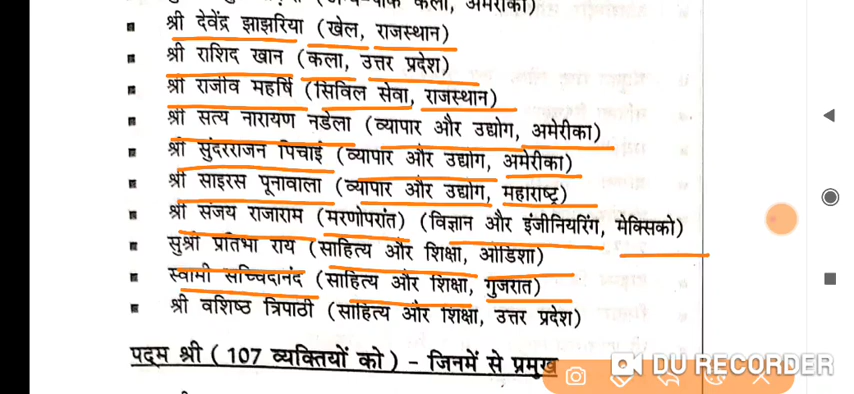 श्री देवेंद्र झाझरिया (खेल, राजस्थान)
श्री राशिद खान (कला, उत्तर प्रदेश)
श्री राजीव महर्षि (सिविल सेवा, राजस्थान)
श्री सत्य नारायण नडेला (व्यापार और उद्योग, अमेरीका)
श्री सुंदरराजन पिचाई (व्यापार और उद्योग, अमेरीका)
श्री साइरस पूनावाला (व्यापार और उद्योग, महाराष्ट्र)
श्री संजय राजाराम (मरणोपरांत) (विज्ञान और इंजीनियरिंग, मेक्सिको)
सुश्री प्रतिभा राय (साहित्य और शिक्षा, ओडिशा)
स्वामी सच्चिदानंद (साहित्य और शिक्षा, गुजरात)
श्री वशिष्ठ त्रिपाठी (साहित्य और शिक्षा, उत्तर प्रदेश)
पद्म श्री (107 व्यक्तियों को) - जिनमें से प्रमुख
DU RECORDER